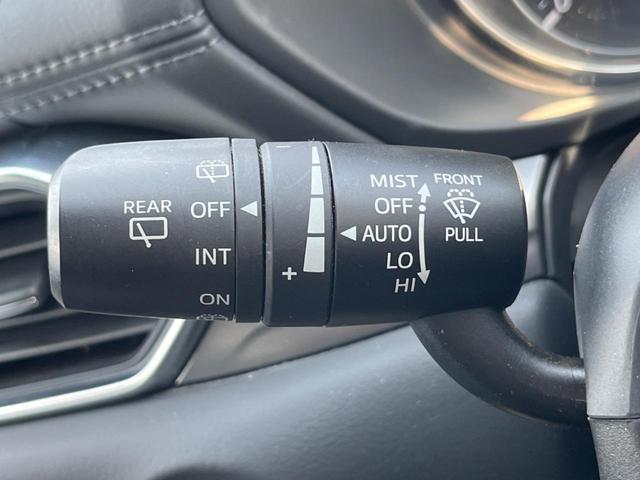 REAR
OFF
INT
ON
−
+
MIST
OFF
AUTO
LO
HI
FRONT
PULL